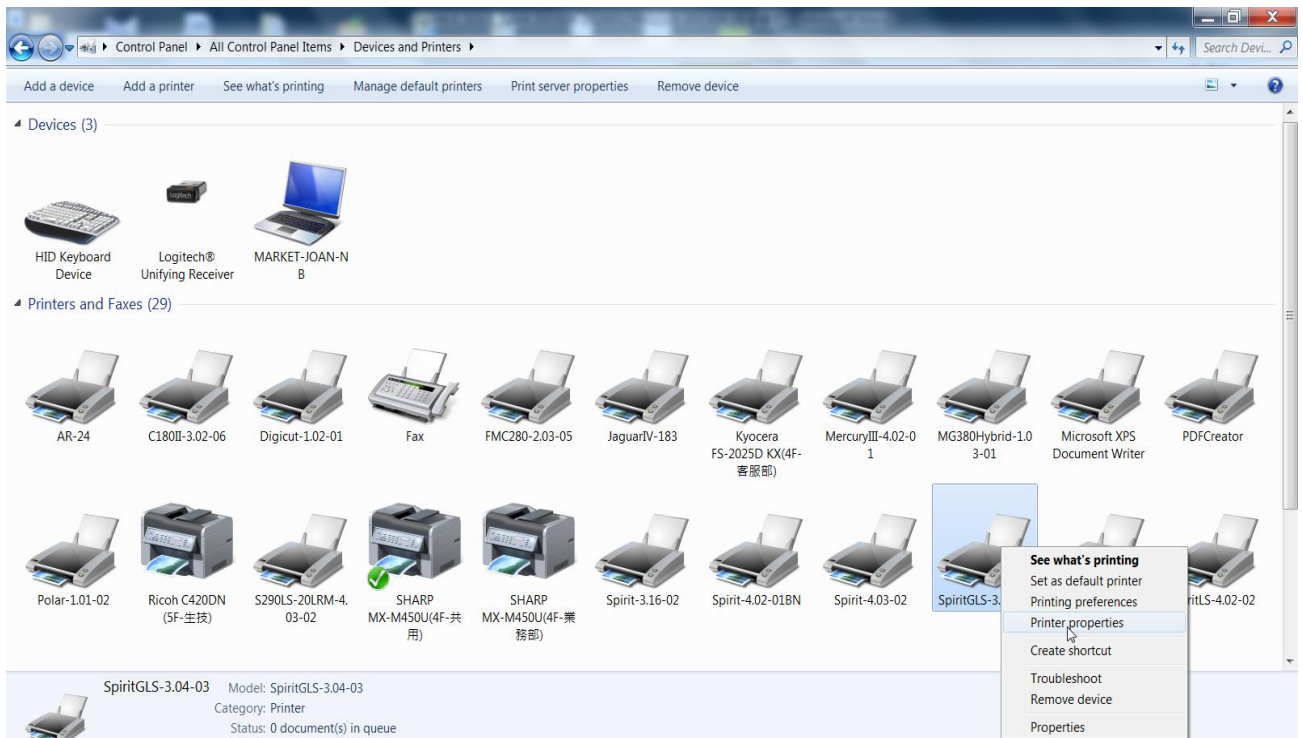 Control Panel ▸ All Control Panel Items ▸ Devices and Printers ▸
Search Devi...
Add a device Add a printer See what's printing Manage default printers Print server properties Remove device
Devices (3)
HID Keyboard
Device
Logitech®
Unifying Receiver
MARKET-JOAN-N
B
Printers and Faxes (29)
AR-24
C180II-3.02-06
Digicut-1.02-01
Fax
FMC280-2.03-05
JaguarIV-183
Kyocera
FS-2025D KX(4F-
客服部)
MercuryIII-4.02-0
1
MG380Hybrid-1.0
3-01
Microsoft XPS
Document Writer
PDFCreator
Polar-1.01-02
Ricoh C420DN
(5F-生技)
S290LS-20LRM-4.
03-02
SHARP
MX-M450U(4F-共
用)
SHARP
MX-M450U(4F-業
務部)
Spirit-3.16-02
Spirit-4.02-01BN
Spirit-4.03-02
SpiritGLS-3.
ritLS-4.02-02
See what's printing
Set as default printer
Printing preferences
Printer properties
Create shortcut
Troubleshoot
Remove device
Properties
SpiritGLS-3.04-03 Model: SpiritGLS-3.04-03
Category: Printer
Status: 0 document(s) in queue